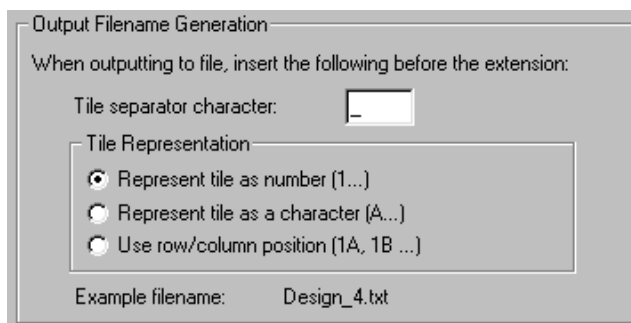 Output Filename Generation
When outputting to file, insert the following before the extension:
Tile separator character: _
Tile Representation
Represent tile as number (1...)
Represent tile as a character (A...)
Use row/column position (1A, 1B ...)
Example filename: Design_4.txt